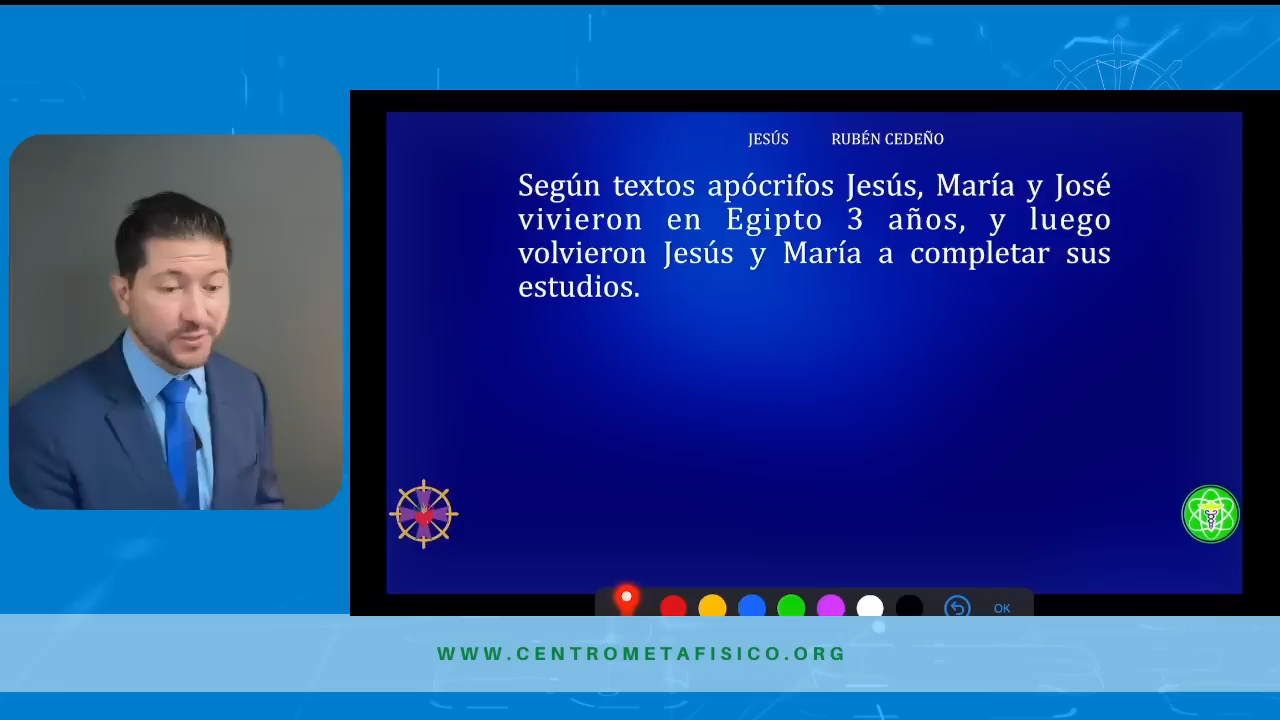 JESÚS RUBÉN CEDEÑO
Según textos apócrifos Jesús, María y José
vivieron en Egipto 3 años, y luego
volvieron Jesús y María a completar sus
estudios.
OK
WWW.CENTROMETAFISICO.ORG